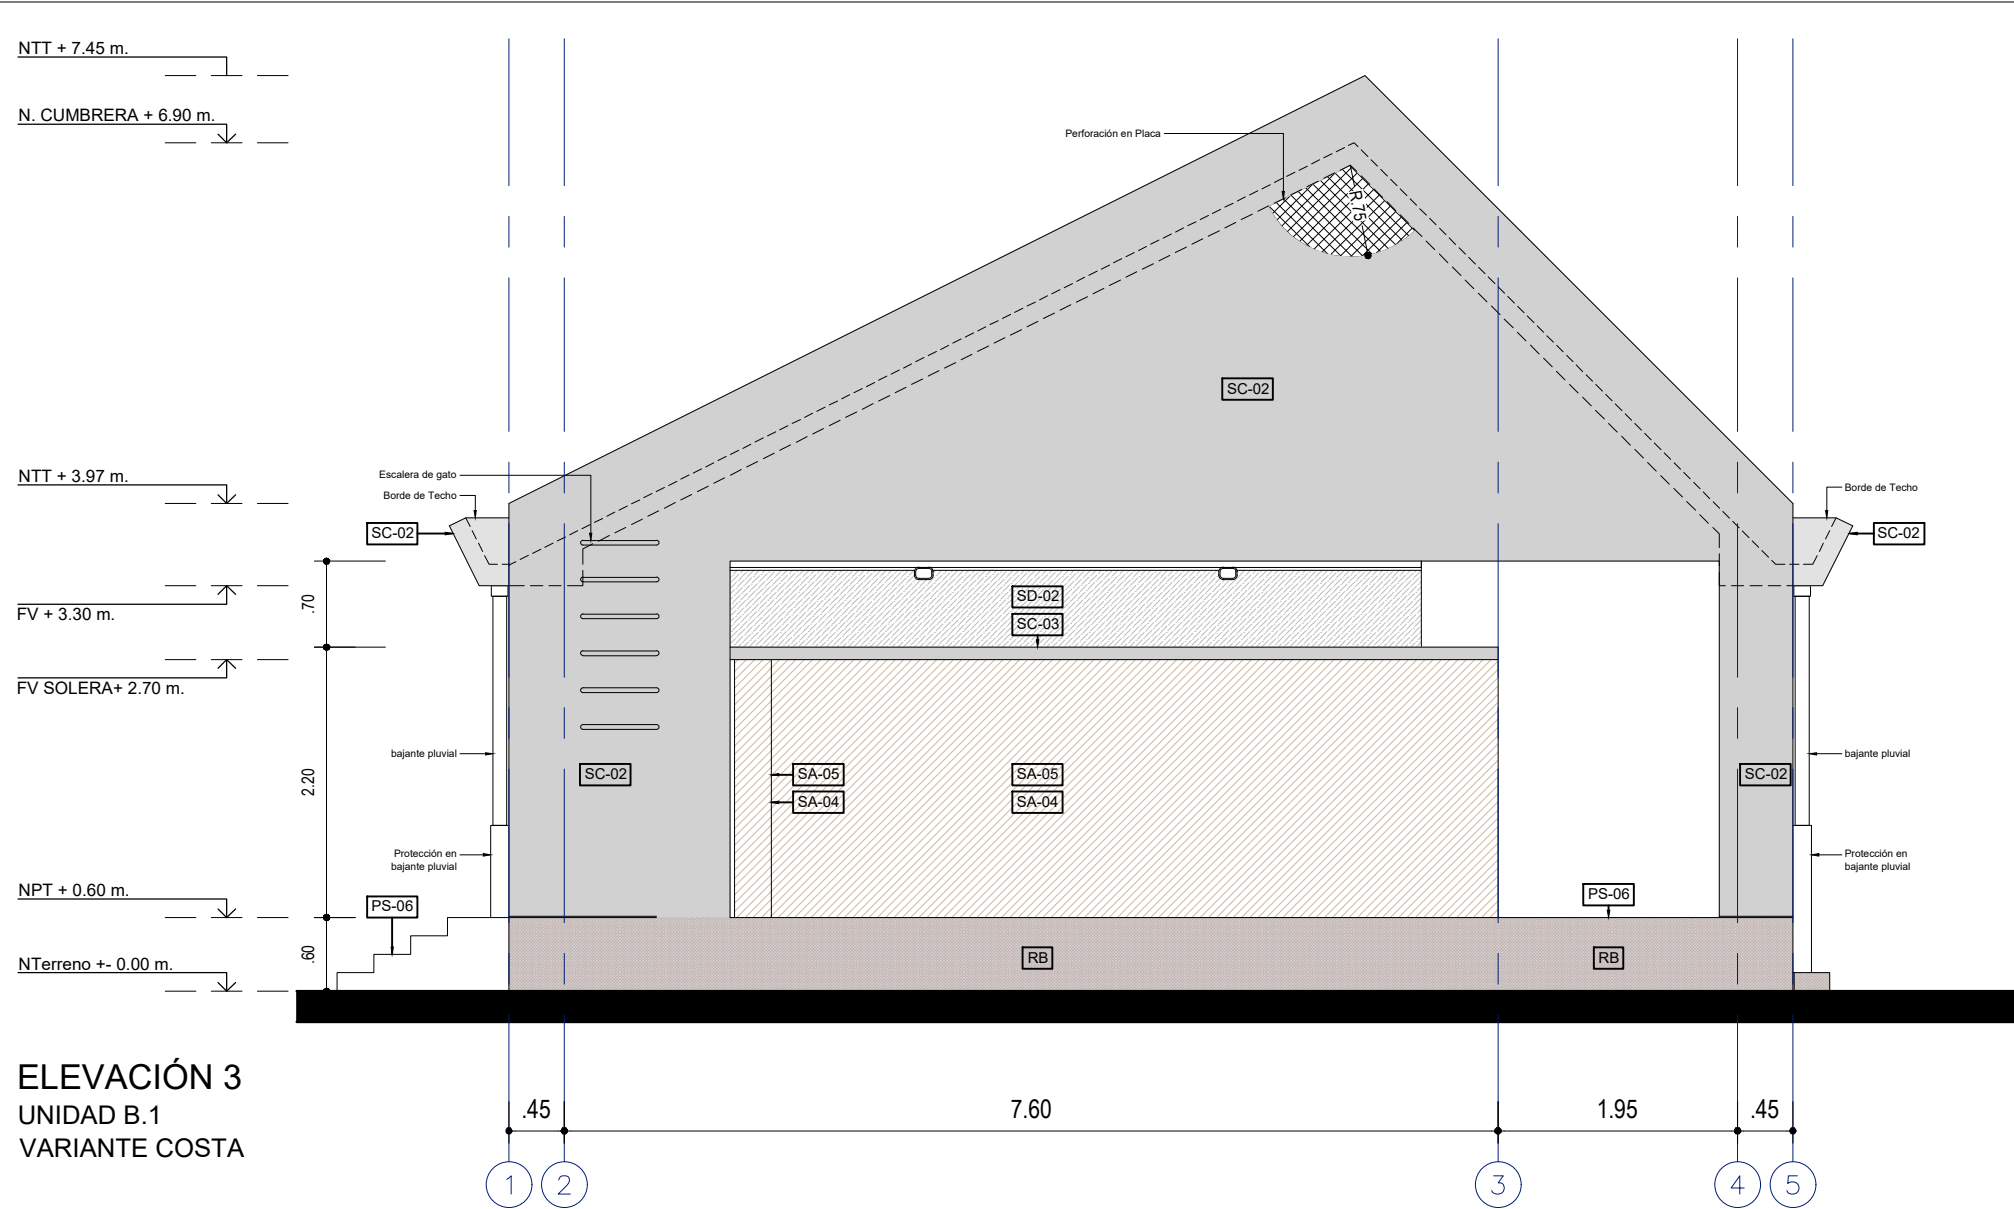 NTT + 7.45 m.
N. CUMBRERA + 6.90 m.
Perforación en Placa
R.75
SC-02
NTT + 3.97 m.
Escalera de gato
Borde de Techo
Borde de Techo
SC-02
SC-02
.70
SD-02
SC-03
FV + 3.30 m.
FV SOLERA+ 2.70 m.
bajante pluvial
bajante pluvial
2.20
SC-02
SA-05
SA-05
SC-02
SA-04
SA-04
Protección en
bajante pluvial
Protección en
bajante pluvial
NPT + 0.60 m.
PS-06
PS-06
.60
RB
RB
NTerreno +- 0.00 m.
ELEVACIÓN 3
UNIDAD B.1
VARIANTE COSTA
.45
7.60
1.95
.45
1
2
3
4
5